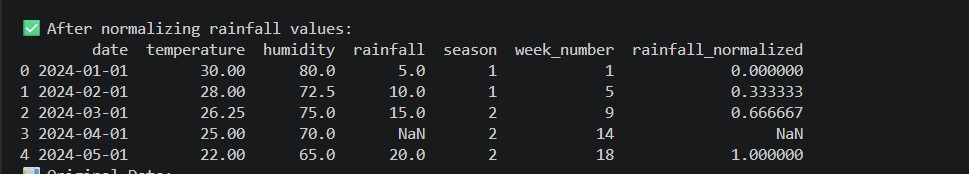 ✅ After normalizing rainfall values:
date temperature humidity rainfall season week_number rainfall_normalized
0 2024-01-01 30.00 80.0 5.0 1 1 0.000000
1 2024-02-01 28.00 72.5 10.0 1 5 0.333333
2 2024-03-01 26.25 75.0 15.0 2 9 0.666667
3 2024-04-01 25.00 70.0 NaN 2 14 NaN
4 2024-05-01 22.00 65.0 20.0 2 18 1.000000
Original Data: